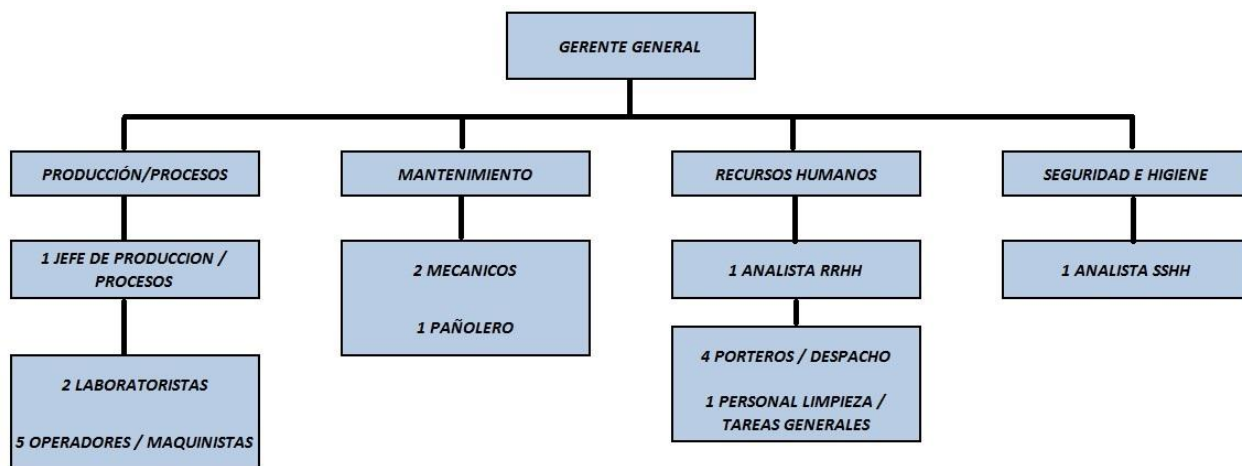 GERENTE GENERAL
PRODUCCIÓN/PROCESOS
MANTENIMIENTO
RECURSOS HUMANOS
SEGURIDAD E HIGIENE
1 JEFE DE PRODUCCION /
PROCESOS
2 MECANICOS
1 PAÑOLERO
1 ANALISTA RRHH
1 ANALISTA SSHH
2 LABORATORISTAS
5 OPERADORES / MAQUINISTAS
4 PORTEROS / DESPACHO
1 PERSONAL LIMPIEZA /
TAREAS GENERALES